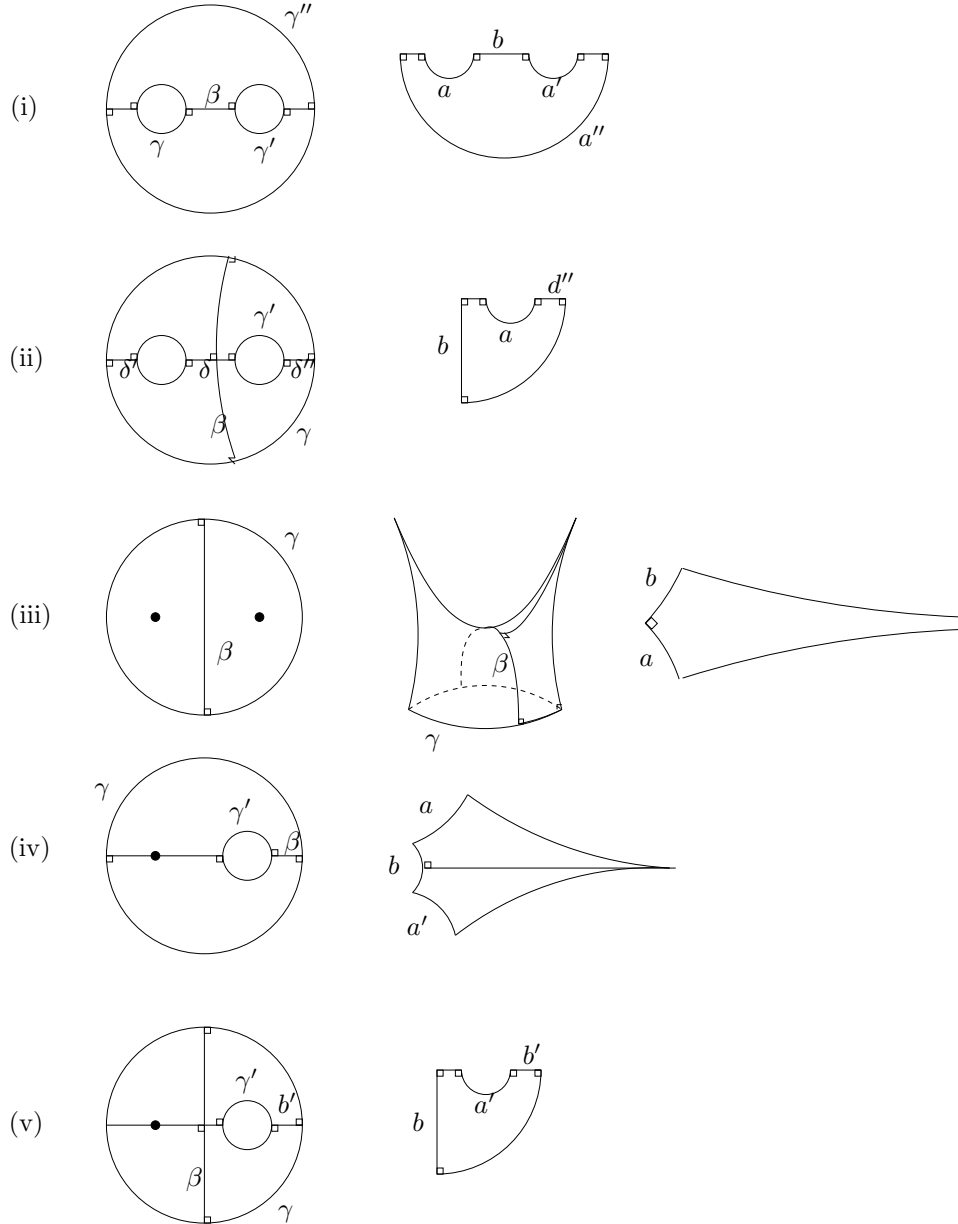 γ′′
b
(i) β
γ γ′
a a′
a′′
d′′
γ′
(ii) δ′ δ δ′′
b a
β γ
γ
(iii) β
β
γ
b
a
γ
γ′
(iv) β
a
b
a′
γ′ b′
(v) β
γ
b′
a′
b